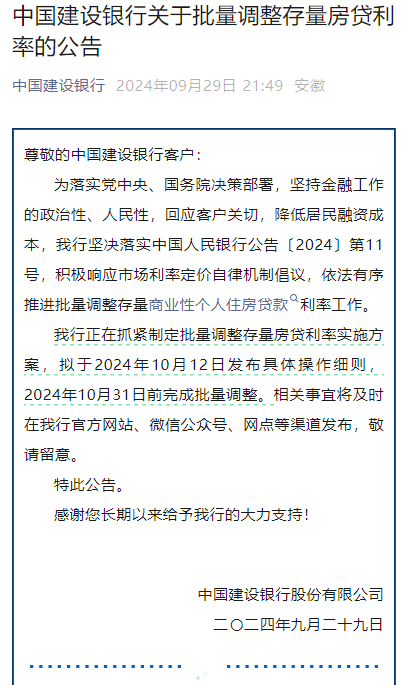 中国建设银行关于批量调整存量房贷利
率的公告
中国建设银行 2024年09月29日 21:49 安徽
尊敬的中国建设银行客户：
为落实党中央、国务院决策部署，坚持金融工作
的政治性、人民性，回应客户关切，降低居民融资成
本，我行坚决落实中国人民银行公告〔2024〕第11
号，积极响应市场利率定价自律机制倡议，依法有序
推进批量调整存量商业性个人住房贷款利率工作。
我行正在抓紧制定批量调整存量房贷利率实施方
案，拟于2024年10月12日发布具体操作细则，
2024年10月31日前完成批量调整。相关事宜将及时
在我行官方网站、微信公众号、网点等渠道发布，敬
请留意。
特此公告。
感谢您长期以来给予我行的大力支持！
中国建设银行股份有限公司
二〇二四年九月二十九日